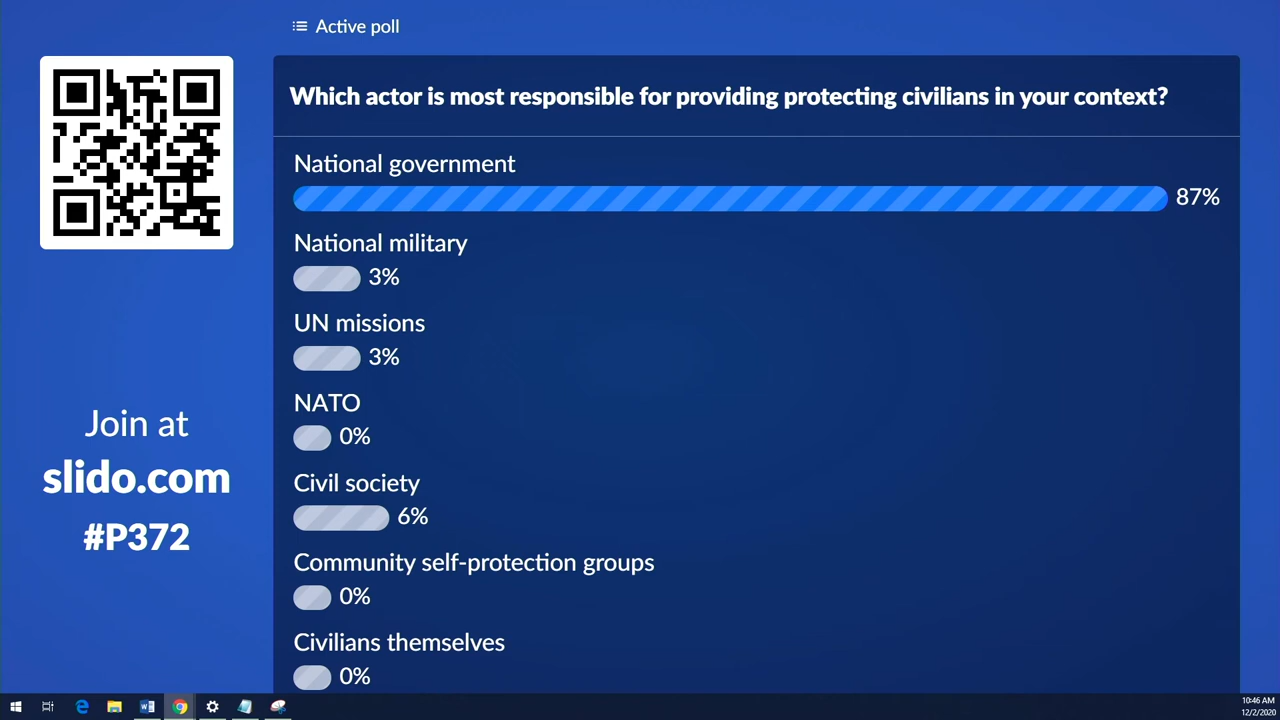 Active poll
Which actor is most responsible for providing protecting civilians in your context?
National government
87%
National military
3%
UN missions
3%
NATO
0%
Civil society
6%
Community self-protection groups
0%
Civilians themselves
0%
Join at
slido.com
#P372
10:46 AM
12/2/2020